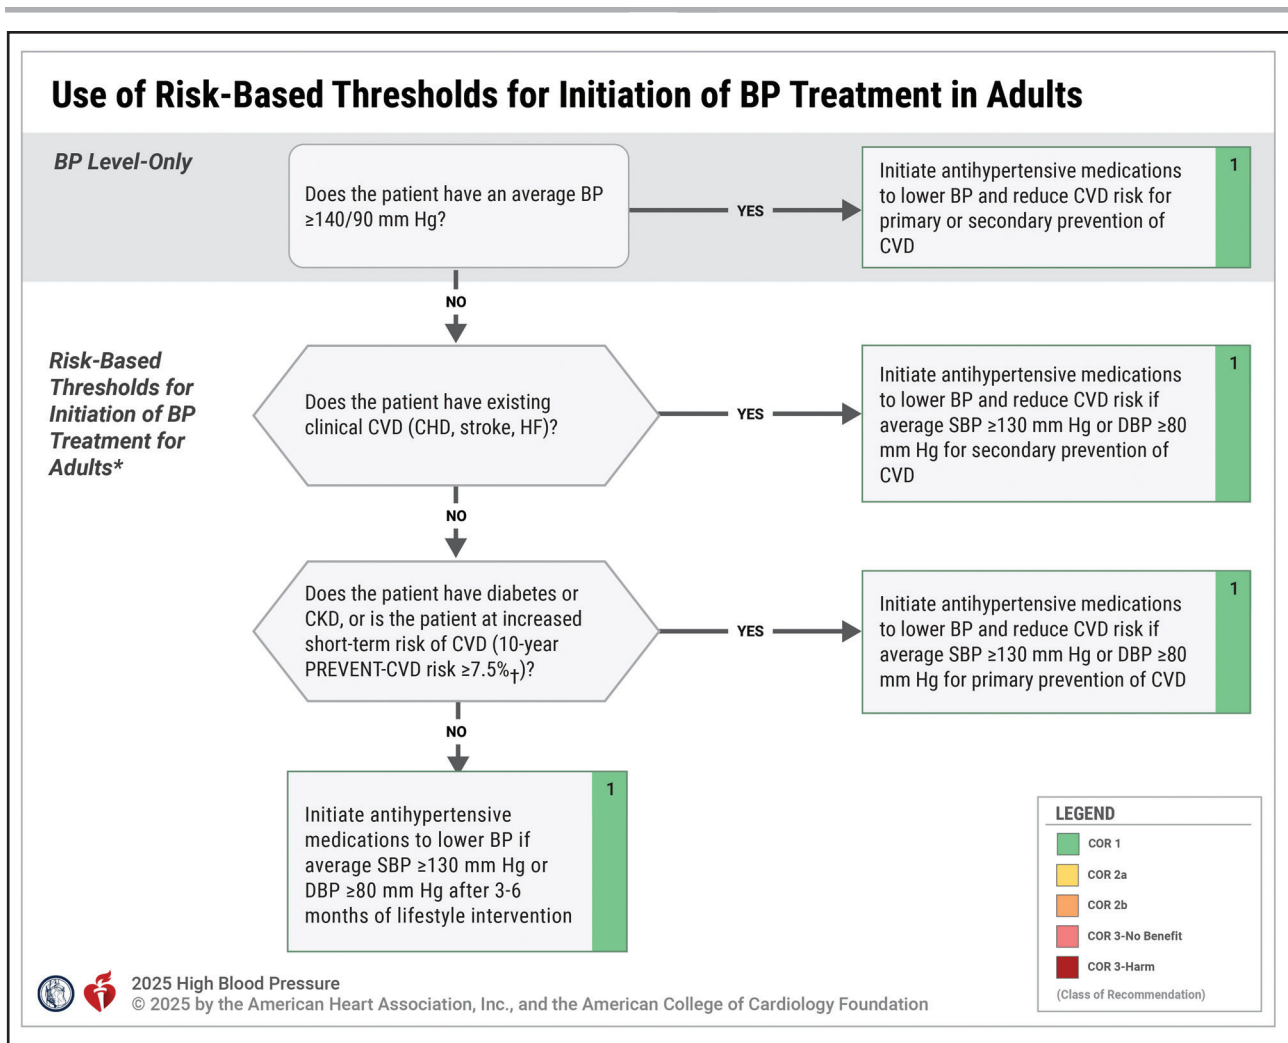 Use of Risk-Based Thresholds for Initiation of BP Treatment in Adults
BP Level-Only
Does the patient have an average BP
≥140/90 mm Hg?
YES
Initiate antihypertensive medications
to lower BP and reduce CVD risk for
primary or secondary prevention of
CVD
1
NO
Risk-Based
Thresholds for
Initiation of BP
Treatment for
Adults*
Does the patient have existing
clinical CVD (CHD, stroke, HF)?
YES
Initiate antihypertensive medications
to lower BP and reduce CVD risk if
average SBP ≥130 mm Hg or DBP ≥80
mm Hg for secondary prevention of
CVD
1
NO
Does the patient have diabetes or
CKD, or is the patient at increased
short-term risk of CVD (10-year
PREVENT-CVD risk ≥7.5%†)?
YES
Initiate antihypertensive medications
to lower BP and reduce CVD risk if
average SBP ≥130 mm Hg or DBP ≥80
mm Hg for primary prevention of CVD
1
NO
Initiate antihypertensive
medications to lower BP if
average SBP ≥130 mm Hg or
DBP ≥80 mm Hg after 3-6
months of lifestyle intervention
1
LEGEND
COR 1
COR 2a
COR 2b
COR 3-No Benefit
COR 3-Harm
(Class of Recommendation)
2025 High Blood Pressure
© 2025 by the American Heart Association, Inc., and the American College of Cardiology Foundation